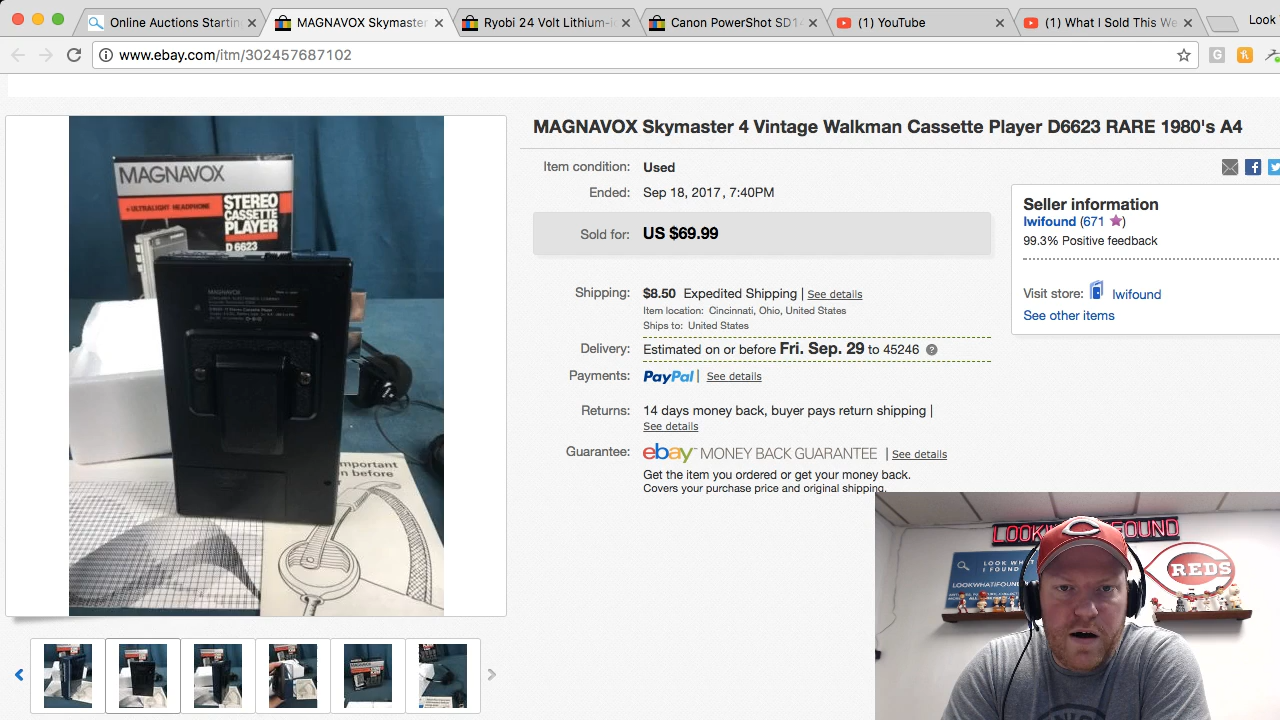 Online Auctions Startin
MAGNAVOX Skymaster
Ryobi 24 Volt Lithium-i
Canon PowerShot SD1
(1) YouTube
(1) What I Sold This We
Look
www.ebay.com/itm/302457687102
G
MAGNAVOX Skymaster 4 Vintage Walkman Cassette Player D6623 RARE 1980's A4
Item condition: Used
Ended: Sep 18, 2017 , 7:40PM
Sold for: US $69.99
Shipping: $8.50 Expedited Shipping | See details
Item location: Cincinnati, Ohio, United States
Ships to: United States
Delivery: Estimated on or before Fri. Sep. 29 to 45246 ?
Payments: PayPal | See details
Returns: 14 days money back, buyer pays return shipping |
See details
Guarantee: ebay MONEY BACK GUARANTEE | See details
Get the item you ordered or get your money back.
Covers your purchase price and original shipping.
Seller information
lwifound (671)
99.3% Positive feedback
Visit store: lwifound
See other items
MAGNAVOX
ULTRALIGHT HEADPHONE
STEREO
CASSETTE
PLAYER
D 6623
MAGNAVOX
mportant
n before
LOOKWHATIFOUND
LOOK WHAT
I FOUND
LOOKWHATIFOUN
REDS